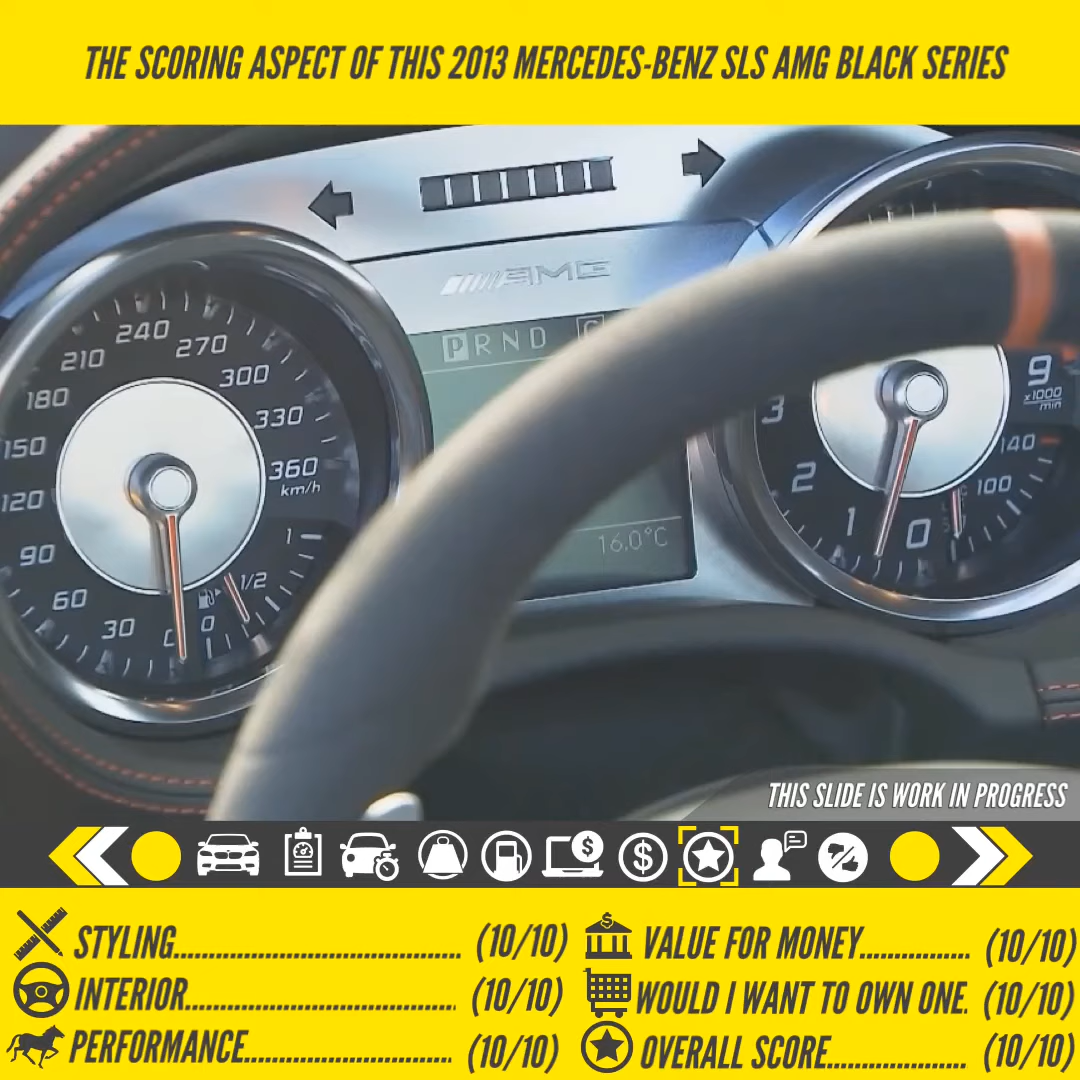 THE SCORING ASPECT OF THIS 2013 MERCEDES-BENZ SLS AMG BLACK SERIES
AMG
P R N D C
240
210
270
180
300
150
330
120
360
km/h
90
60
30
0
1
1/2
0
16.0°C
3
2
1
0
9
x1000
min
140
100
THIS SLIDE IS WORK IN PROGRESS
$
$
STYLING.......................................... (10/10)
INTERIOR....................................... (10/10)
PERFORMANCE.............................. (10/10)
$
VALUE FOR MONEY................ (10/10)
WOULD I WANT TO OWN ONE. (10/10)
OVERALL SCORE.................... (10/10)